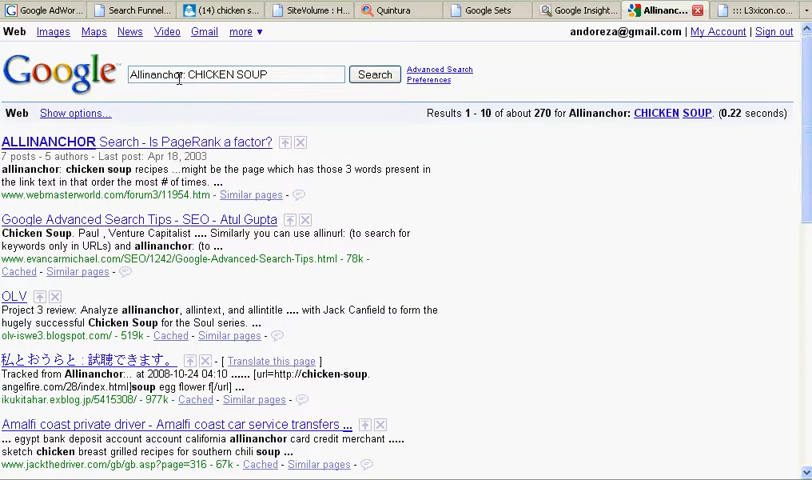 Google AdWor...
Search Funnel...
(14) chicken s...
SiteVolume : H...
Quintura
Google Sets
Google Insight...
Allinanc...
::: L3xicon.co...
Web Images Maps News Video Gmail more ▾
andoreza@gmail.com | My Account | Sign out
Google
Allinanchor: CHICKEN SOUP
Search
Advanced Search
Preferences
Web Show options...
Results 1 - 10 of about 270 for Allinanchor: CHICKEN SOUP. (0.22 seconds)
ALLINANCHOR Search - Is PageRank a factor?
7 posts - 5 authors - Last post: Apr 18, 2003
allinanchor: chicken soup recipes ...might be the page which has those 3 words present in
the link text in that order the most # of times. ...
www.webmasterworld.com/forum3/11954.htm - Similar pages -
Google Advanced Search Tips - SEO - Atul Gupta
Chicken Soup. Paul , Venture Capitalist .... Similarly you can use allinurl: (to search for
keywords only in URLs) and allinanchor: (to ...
www.evancarmichael.com/SEO/1242/Google-Advanced-Search-Tips.html - 78k -
Cached - Similar pages -
OLV
Project 3 review: Analyze allinanchor, allintext, and allintitle .... with Jack Canfield to form the
hugely successful Chicken Soup for the Soul series. ...
olv-iswe3.blogspot.com/ - 519k - Cached - Similar pages -
私とおうらと : 試聴できます。 - [ Translate this page ]
Tracked from Allinanchor:... at 2008-10-24 04:10 ...... [url=http://chicken-soup.
angelfire.com/28/index.html]soup egg flower f[/url] ...
ikukitahar.exblog.jp/5415308/ - 977k - Cached - Similar pages -
Amalfi coast private driver - Amalfi coast car service transfers ...
... egypt bank deposit account account california allinanchor card credit merchant .....
sketch chicken breast grilled recipes for southern chili soup ...
www.jackthedriver.com/gb/gb.asp?page=316 - 67k - Cached - Similar pages -